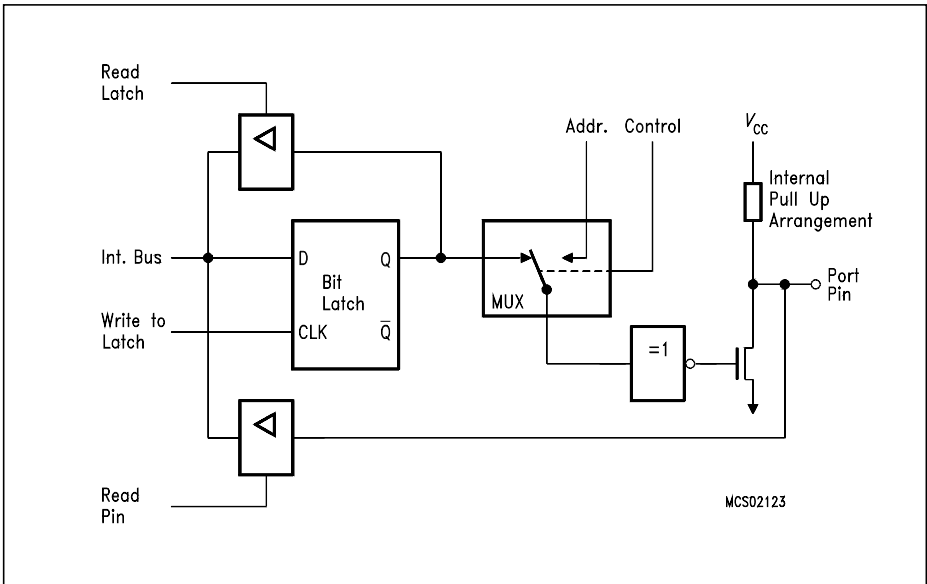 Read
Latch
Addr. Control
VCC
Internal
Pull Up
Arrangement
Int. Bus
D
Q
Bit
Latch
MUX
Port
Pin
Write to
Latch
CLK
Q̅
=1
Read
Pin
MCS02123